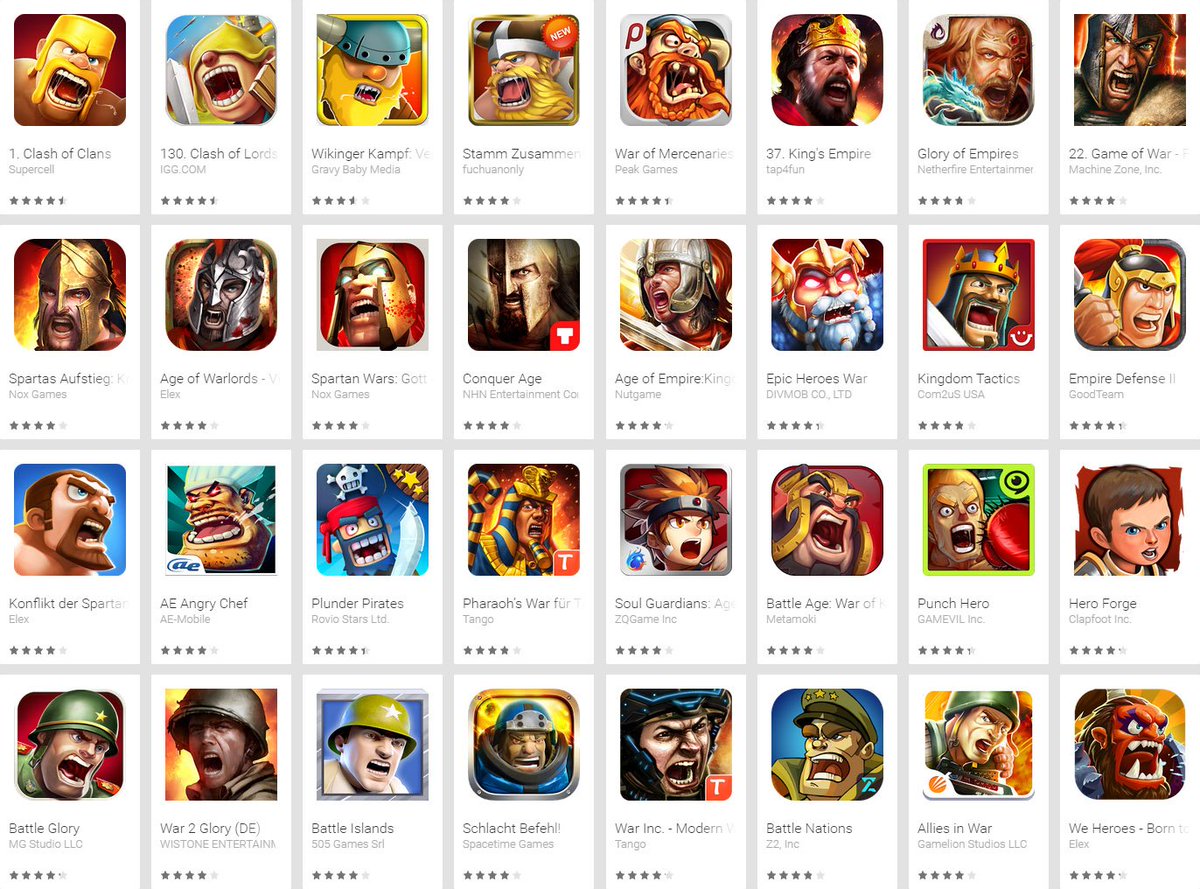 NEW
1. Clash of Clans
Supercell
130. Clash of Lords
IGG.COM
Wikinger Kampf:
Gravy Baby Media
Stamm Zusammen
fuchuanonly
War of Mercenaries
Peak Games
37. King's Empire
tap4fun
Glory of Empires
Netherfire Entertainmer
22. Game of War -
Machine Zone, Inc.
T
Spartas Aufstieg:
Nox Games
Age of Warlords -
Elex
Spartan Wars: Gott
Nox Games
Conquer Age
NHN Entertainment
Age of Empire:King
Nutgame
Epic Heroes War
DIVMOB CO., LTD
Kingdom Tactics
Com2uS USA
Empire Defense II
GoodTeam
ae
T
Konflikt der Spartan
Elex
AE Angry Chef
AE-Mobile
Plunder Pirates
Rovio Stars Ltd.
Pharaoh's War für T
Tango
Soul Guardians: Age
ZQGame Inc
Battle Age: War of K
Metamoki
Punch Hero
GAMEVIL Inc.
Hero Forge
Clapfoot Inc.
T
Z
Battle Glory
MG Studio LLC
War 2 Glory (DE)
WISTONE ENTERTAINM
Battle Islands
505 Games Srl
Schlacht Befehl!
Spacetime Games
War Inc. - Modern W
Tango
Battle Nations
Z2, Inc
Allies in War
Gamelion Studios LLC
We Heroes - Born to
Elex